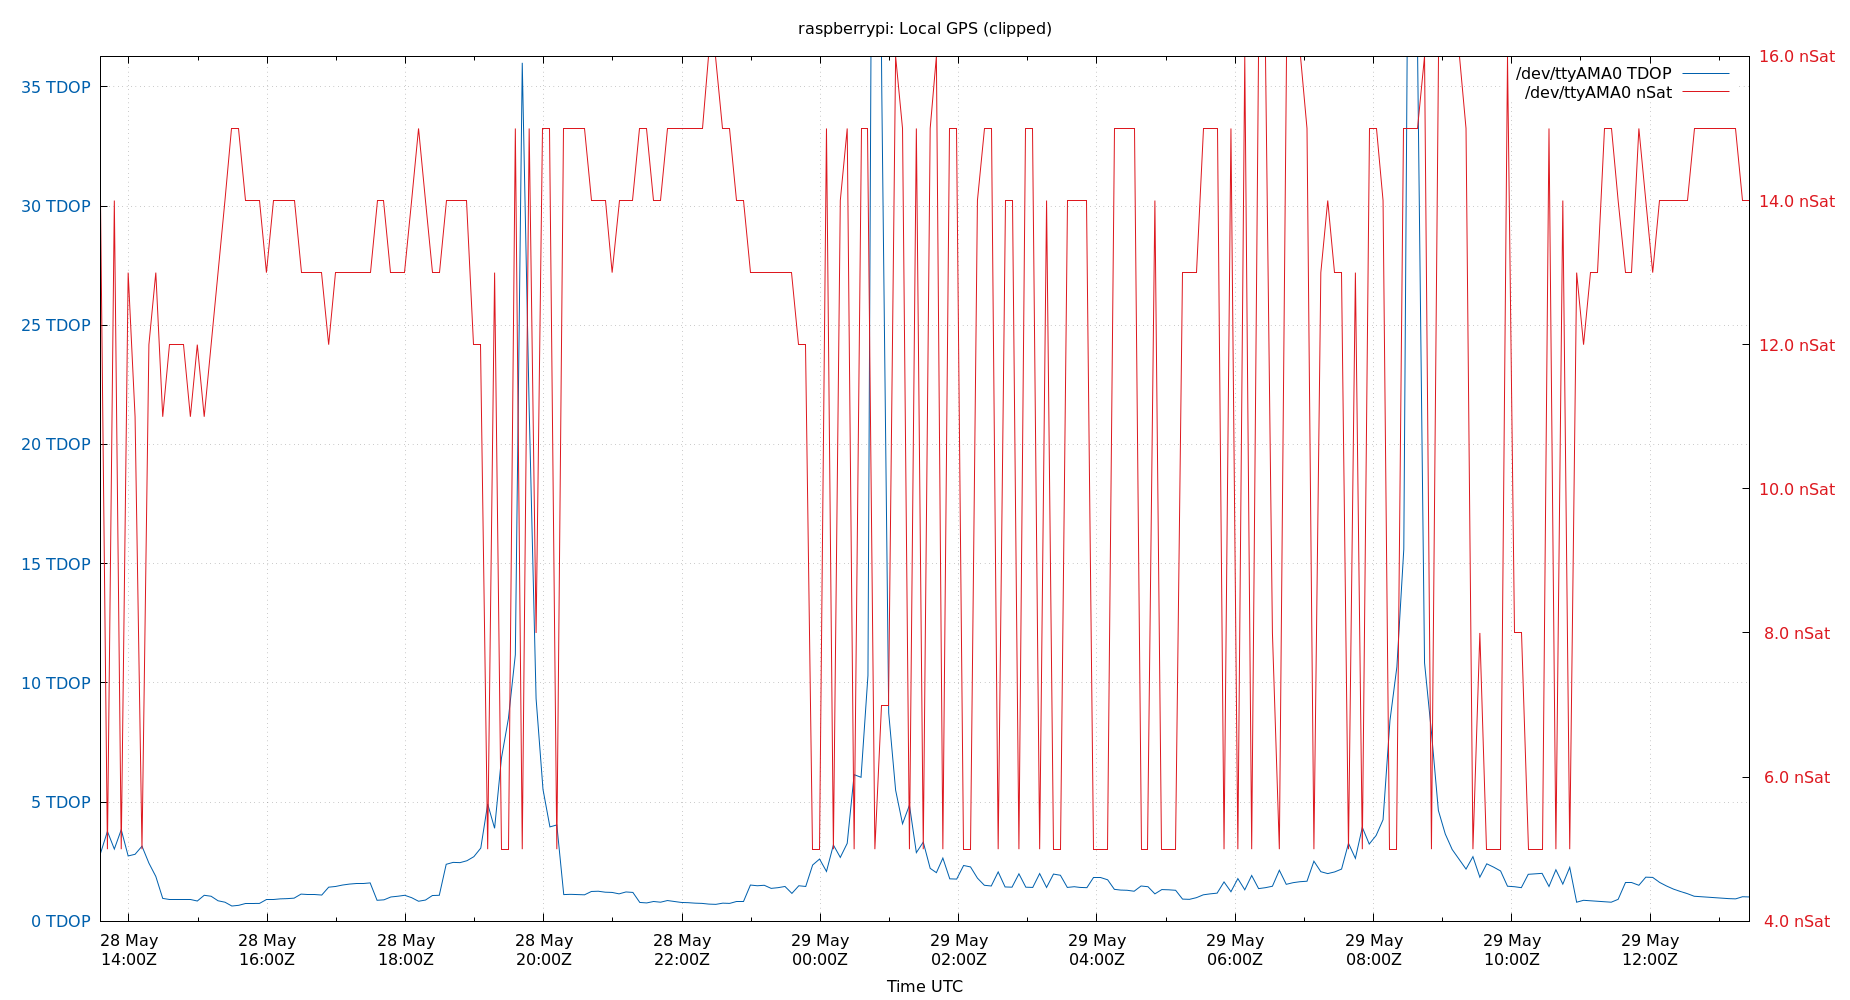 raspberrypi: Local GPS (clipped)
/dev/ttyAMA0 TDOP
/dev/ttyAMA0 nSat
35 TDOP
30 TDOP
25 TDOP
20 TDOP
15 TDOP
10 TDOP
5 TDOP
0 TDOP
16.0 nSat
14.0 nSat
12.0 nSat
10.0 nSat
8.0 nSat
6.0 nSat
4.0 nSat
28 May
14:00Z
28 May
16:00Z
28 May
18:00Z
28 May
20:00Z
28 May
22:00Z
29 May
00:00Z
29 May
02:00Z
29 May
04:00Z
29 May
06:00Z
29 May
08:00Z
29 May
10:00Z
29 May
12:00Z
Time UTC